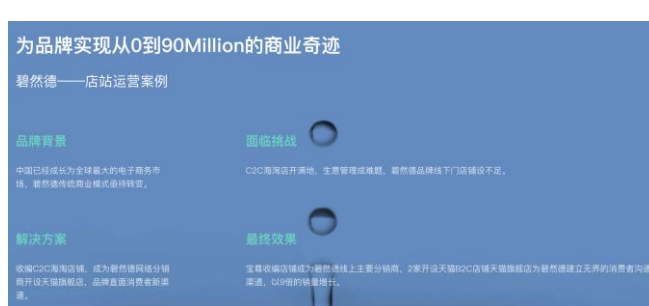 为品牌实现从0到90Million的商业奇迹
碧然德——店站运营案例
品牌背景
中国已经成长为全球最大的电子商务市
场，碧然德传统商业模式亟待转变。
面临挑战
C2C海淘店开满地，生意管理成难题，碧然德品牌线下门店铺设不足。
解决方案
收编C2C海淘店铺，成为碧然德网络分销
商开设天猫旗舰店，品牌直面消费者新渠
道。
最终效果
宝尊收编店铺成为碧然德线上主要分销商，2家开设天猫B2C店铺天猫旗舰店为碧然德建立无界的消费者沟通
渠道，以9倍的销量增长。